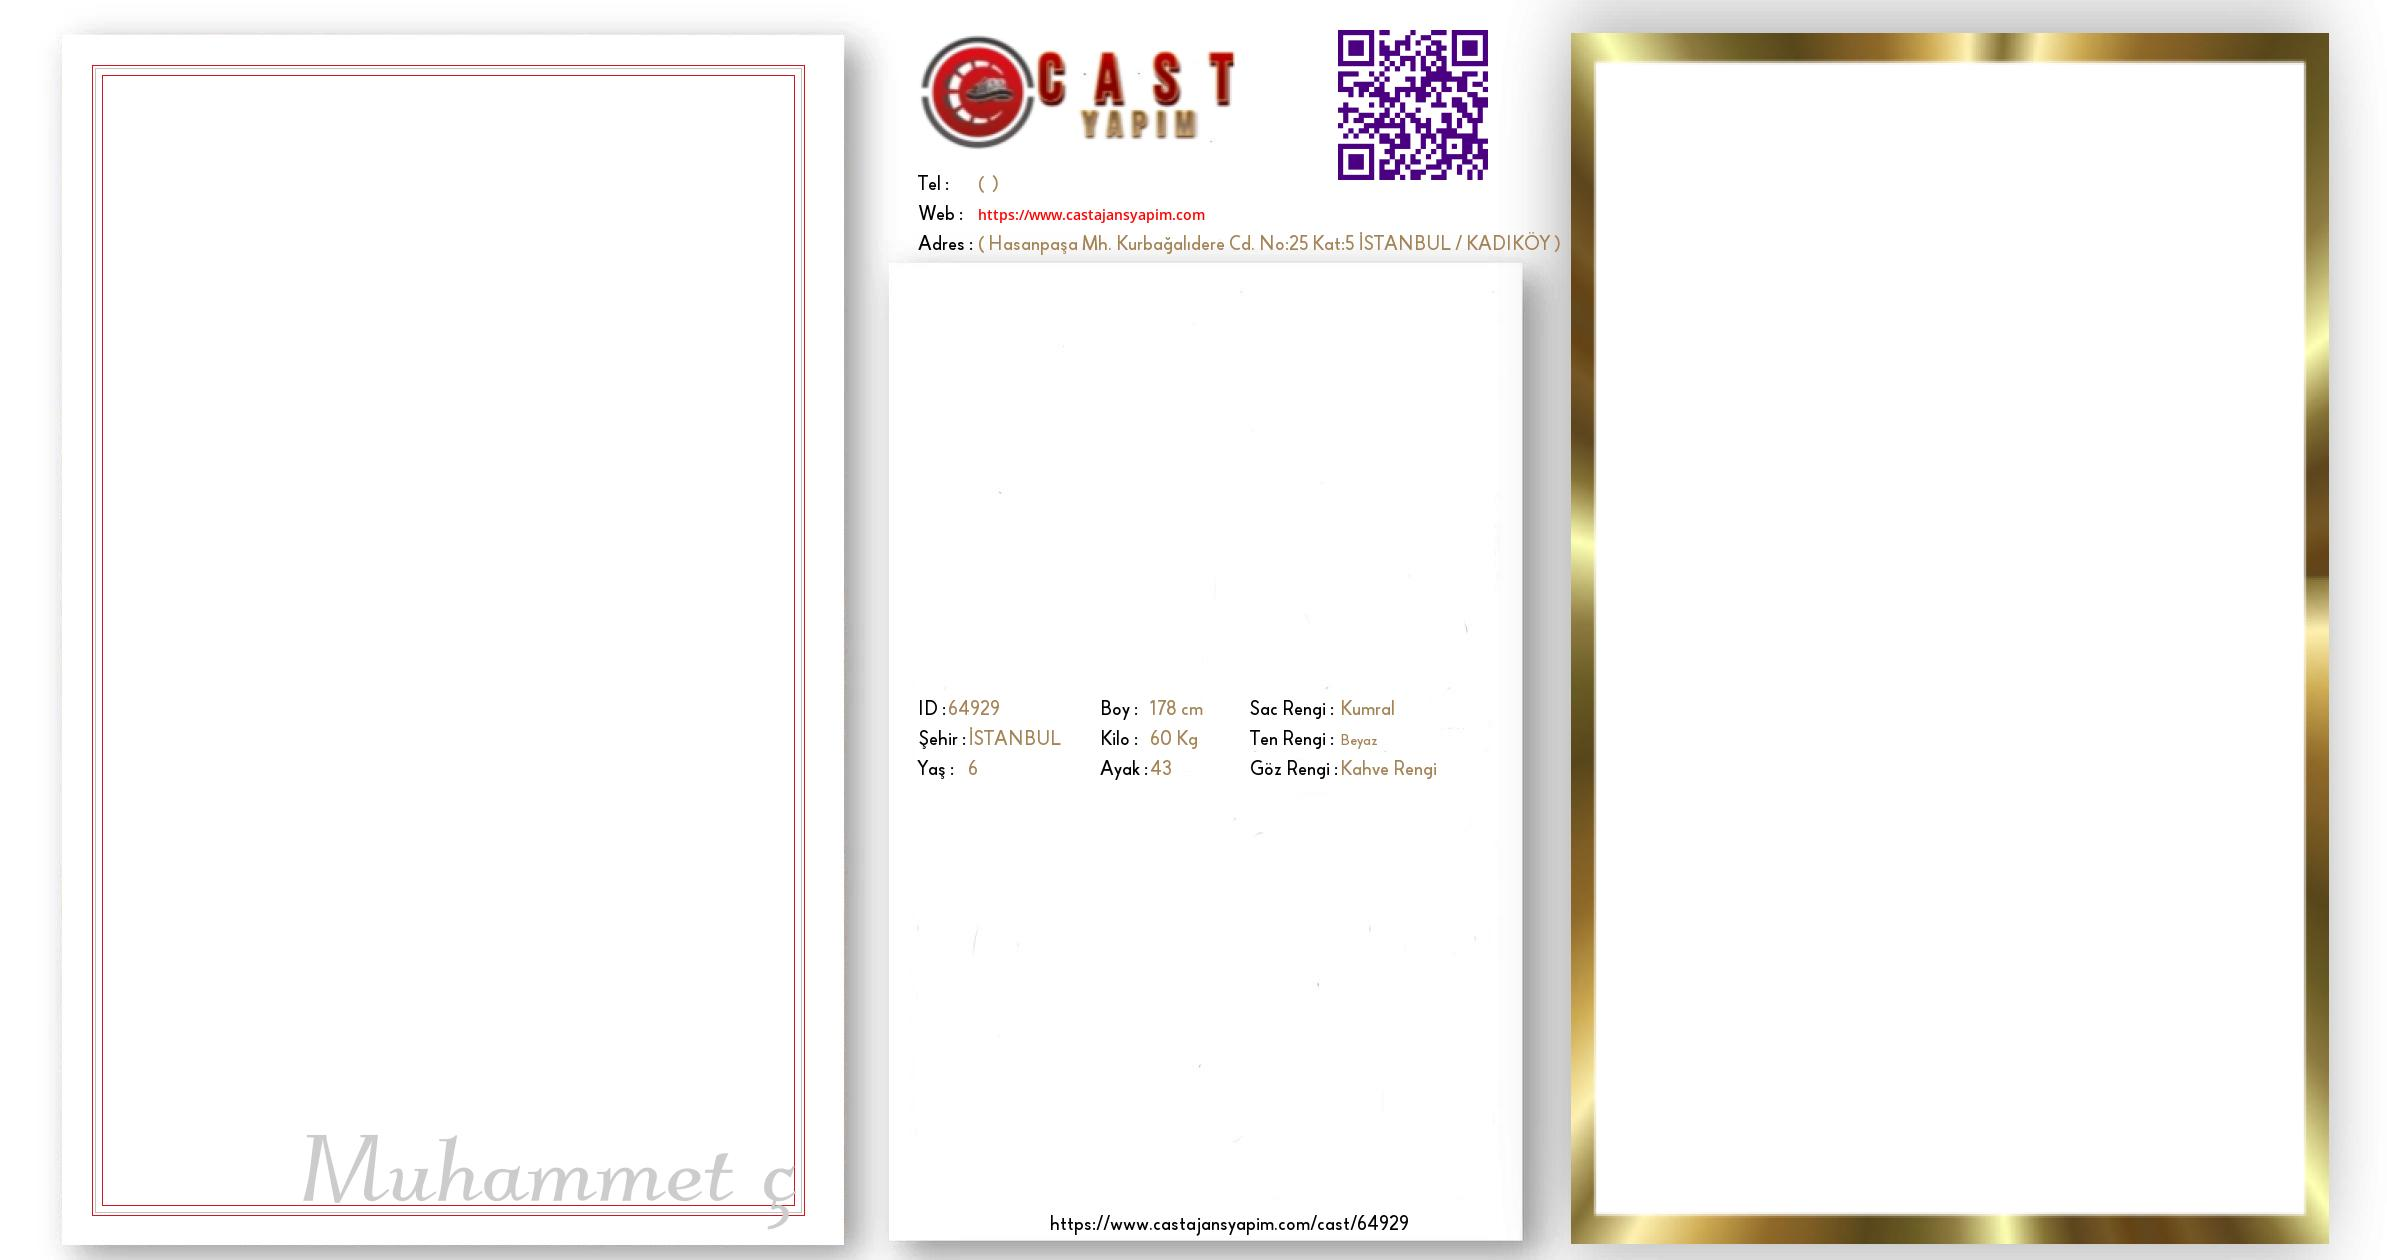 CAST
YAPIM
Tel : ( )
Web : https://www.castajansyapim.com
Adres : ( Hasanpaşa Mh. Kurbağalıdere Cd. No:25 Kat:5 İSTANBUL / KADIKÖY )
ID : 64929 Boy : 178 cm Sac Rengi : Kumral
Şehir : İSTANBUL Kilo : 60 Kg Ten Rengi : Beyaz
Yaş : 6 Ayak : 43 Göz Rengi : Kahve Rengi
Muhammet ç
https://www.castajansyapim.com/cast/64929